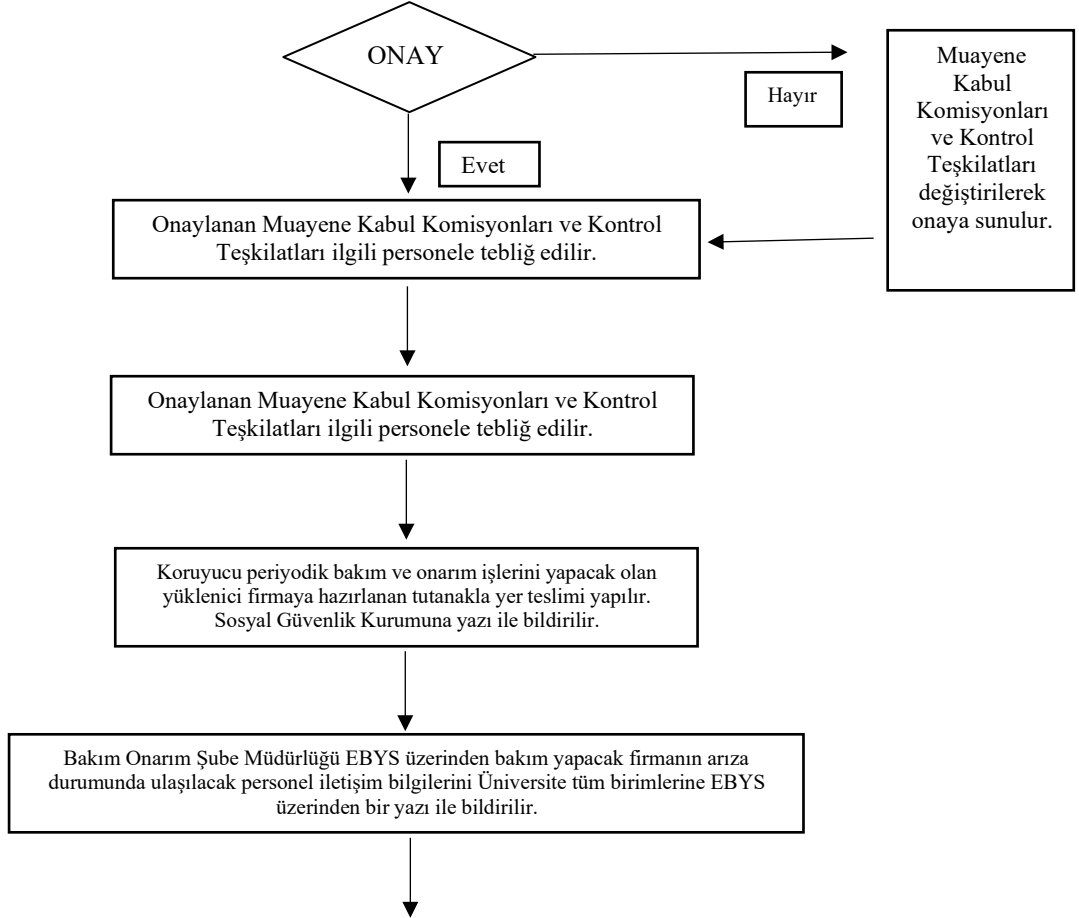 ONAY
Hayır
Muayene
Kabul
Komisyonları
ve Kontrol
Teşkilatları
değiştirilerek
onaya sunulur.
Evet
Onaylanan Muayene Kabul Komisyonları ve Kontrol
Teşkilatları ilgili personele tebliğ edilir.
Onaylanan Muayene Kabul Komisyonları ve Kontrol
Teşkilatları ilgili personele tebliğ edilir.
Koruyucu periyodik bakım ve onarım işlerini yapacak olan
yüklenici firmaya hazırlanan tutanakla yer teslimi yapılır.
Sosyal Güvenlik Kurumuna yazı ile bildirilir.
Bakım Onarım Şube Müdürlüğü EBYS üzerinden bakım yapacak firmanın arıza
durumunda ulaşılacak personel iletişim bilgilerini Üniversite tüm birimlerine EBYS
üzerinden bir yazı ile bildirilir.